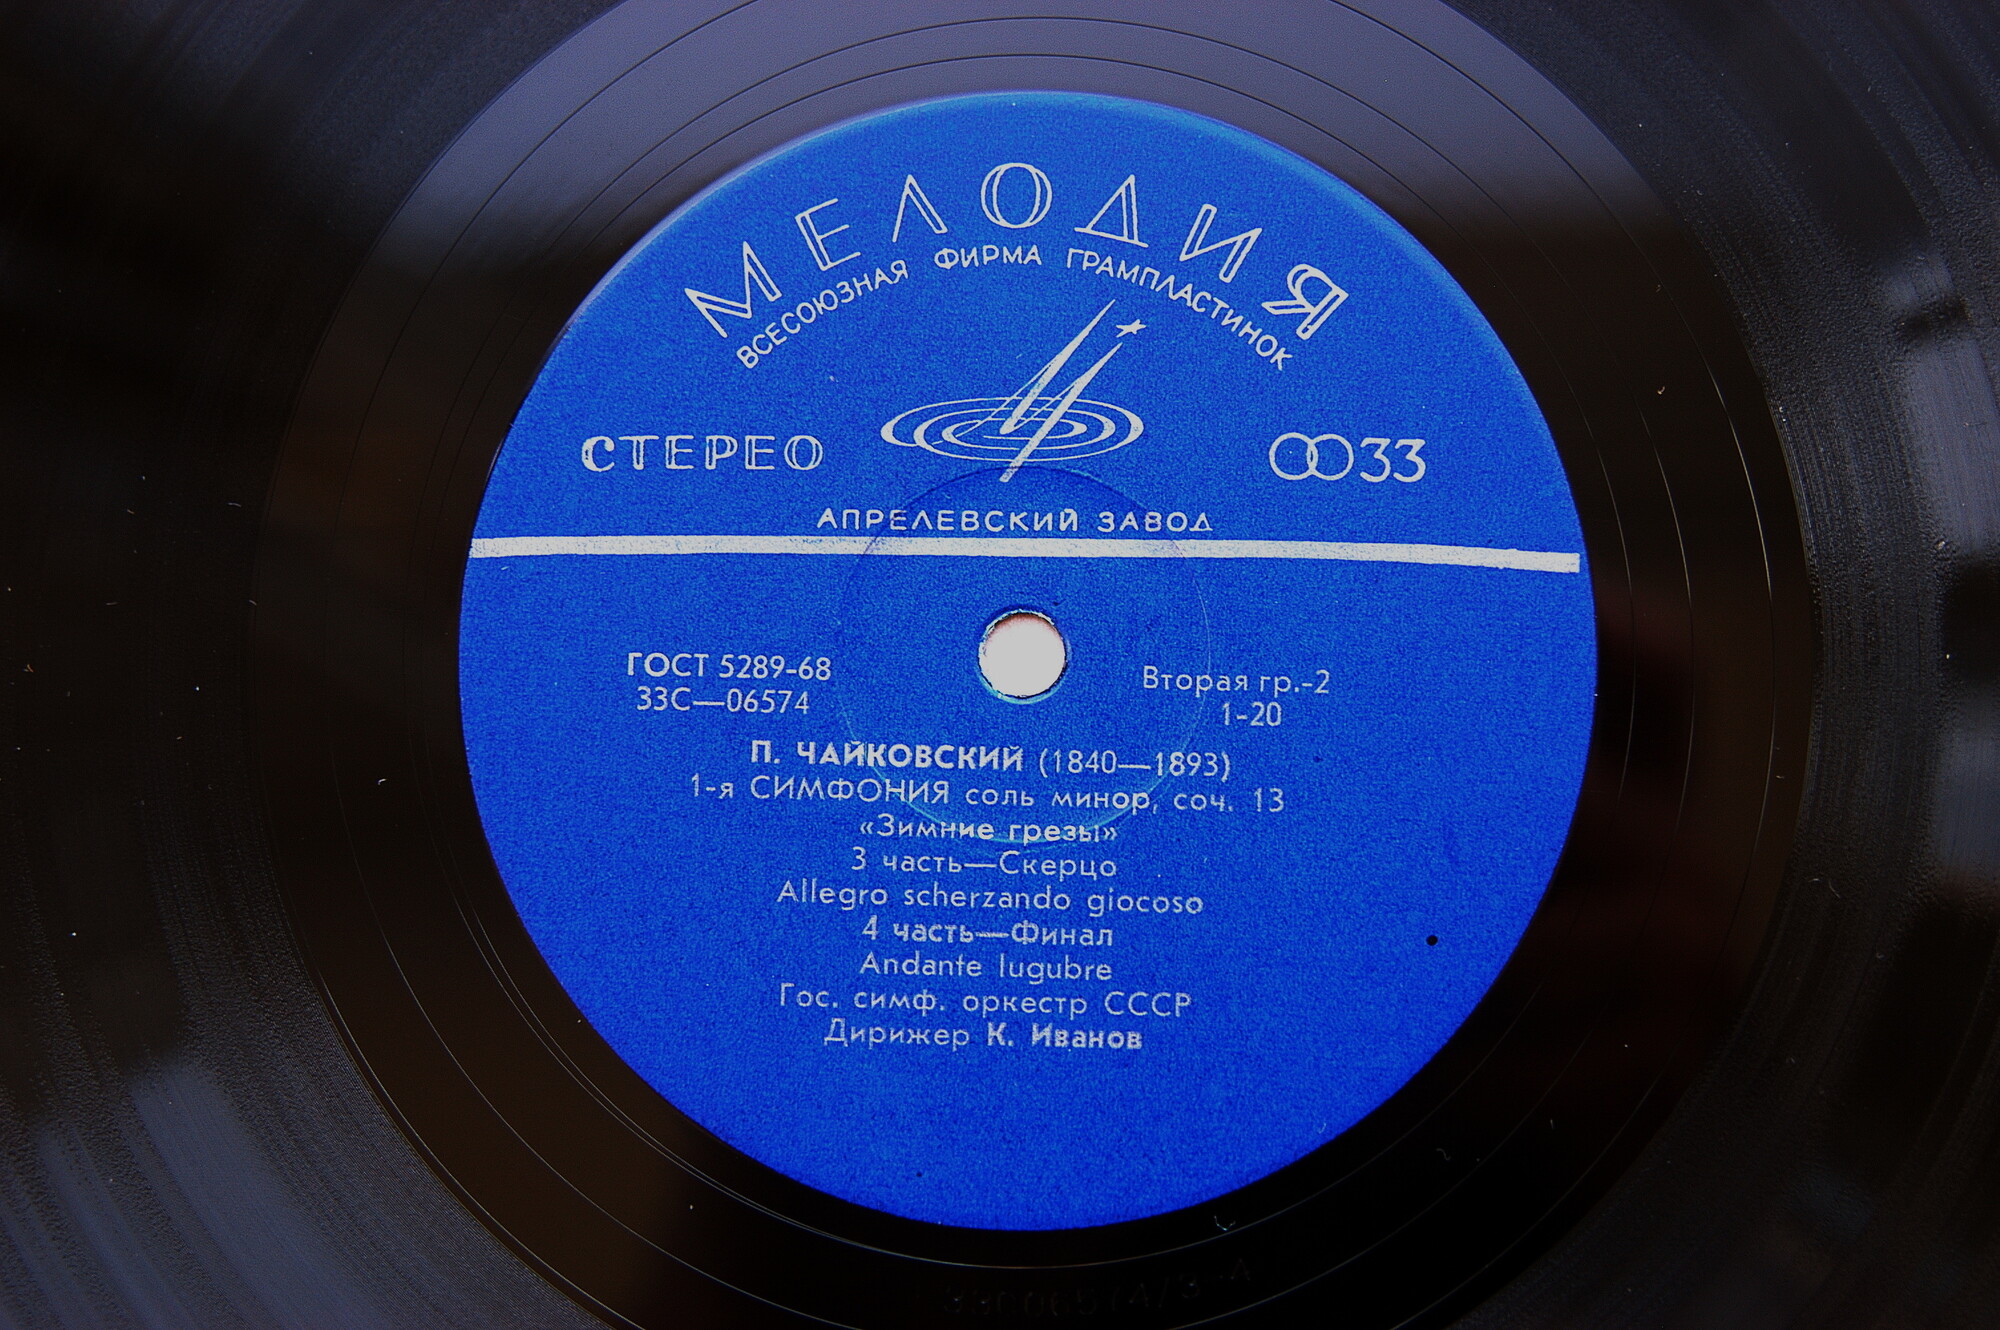 МЕЛОДИЯ
ВСЕСОЮЗНАЯ ФИРМА ГРАМПЛАСТИНОК
СТЕРЕО
33
АПРЕЛЕВСКИЙ ЗАВОД
ГОСТ 5289-68
33С—06574
Вторая гр.-2
1-20
П. ЧАЙКОВСКИЙ (1840—1893)
1-я СИМФОНИЯ соль минор, соч. 13
«Зимние грезы»
3 часть—Скерцо
Allegro scherzando giocoso
4 часть—Финал
Andante lugubre
Гос. симф. оркестр СССР
Дирижер К. Иванов